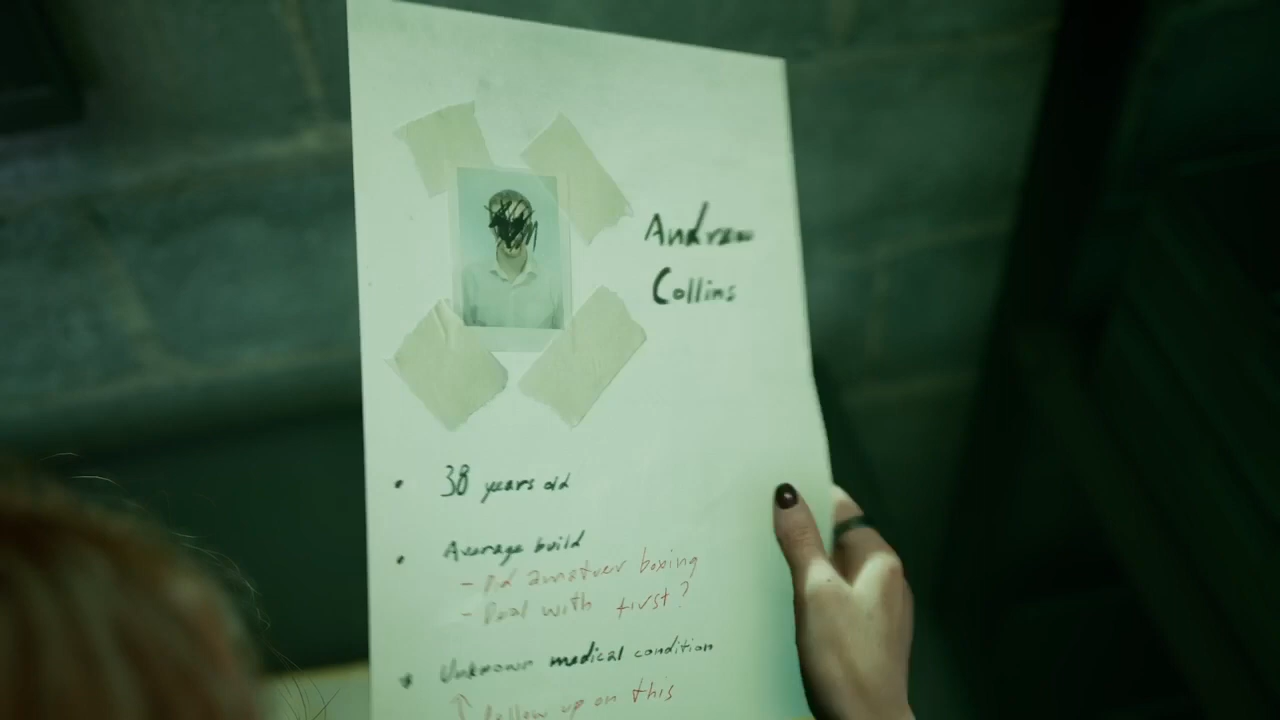 Andrew
Collins
• 38 years old
• Average build
- Did amatuer boxing
- Deal with first?
• Unknown medical condition
↑ Follow up on this